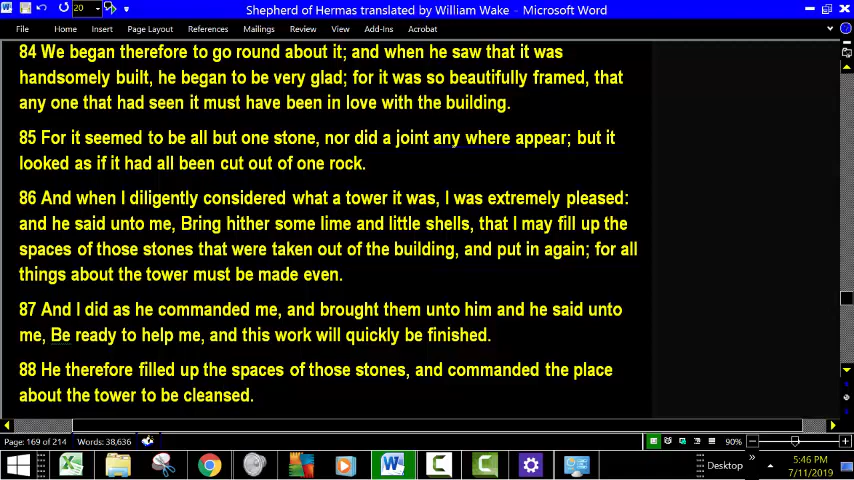 Shepherd of Hermas translated by William Wake - Microsoft Word
20
File Home Insert Page Layout References Mailings Review View Add-Ins Acrobat
84 We began therefore to go round about it; and when he saw that it was
handsomely built, he began to be very glad; for it was so beautifully framed, that
any one that had seen it must have been in love with the building.
85 For it seemed to be all but one stone, nor did a joint any where appear; but it
looked as if it had all been cut out of one rock.
86 And when I diligently considered what a tower it was, I was extremely pleased:
and he said unto me, Bring hither some lime and little shells, that I may fill up the
spaces of those stones that were taken out of the building, and put in again; for all
things about the tower must be made even.
87 And I did as he commanded me, and brought them unto him and he said unto
me, Be ready to help me, and this work will quickly be finished.
88 He therefore filled up the spaces of those stones, and commanded the place
about the tower to be cleansed.
Page: 169 of 214 Words: 38,636 90%
Desktop
5:46 PM
7/11/2019